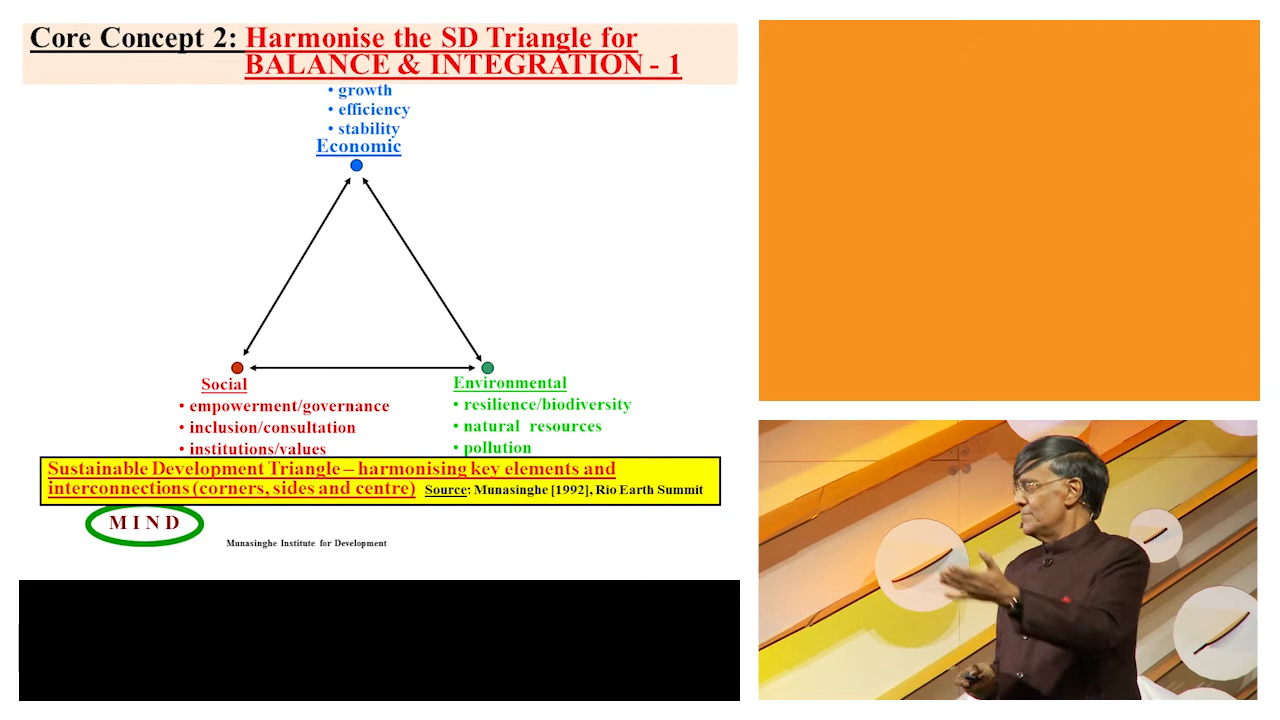 Core Concept 2: Harmonise the SD Triangle for
BALANCE & INTEGRATION - 1
• growth
• efficiency
• stability
Economic
Social
• empowerment/governance
• inclusion/consultation
• institutions/values
Environmental
• resilience/biodiversity
• natural resources
• pollution
Sustainable Development Triangle – harmonising key elements and
interconnections (corners, sides and centre) Source: Munasinghe [1992], Rio Earth Summit
M I N D
Munasinghe Institute for Development